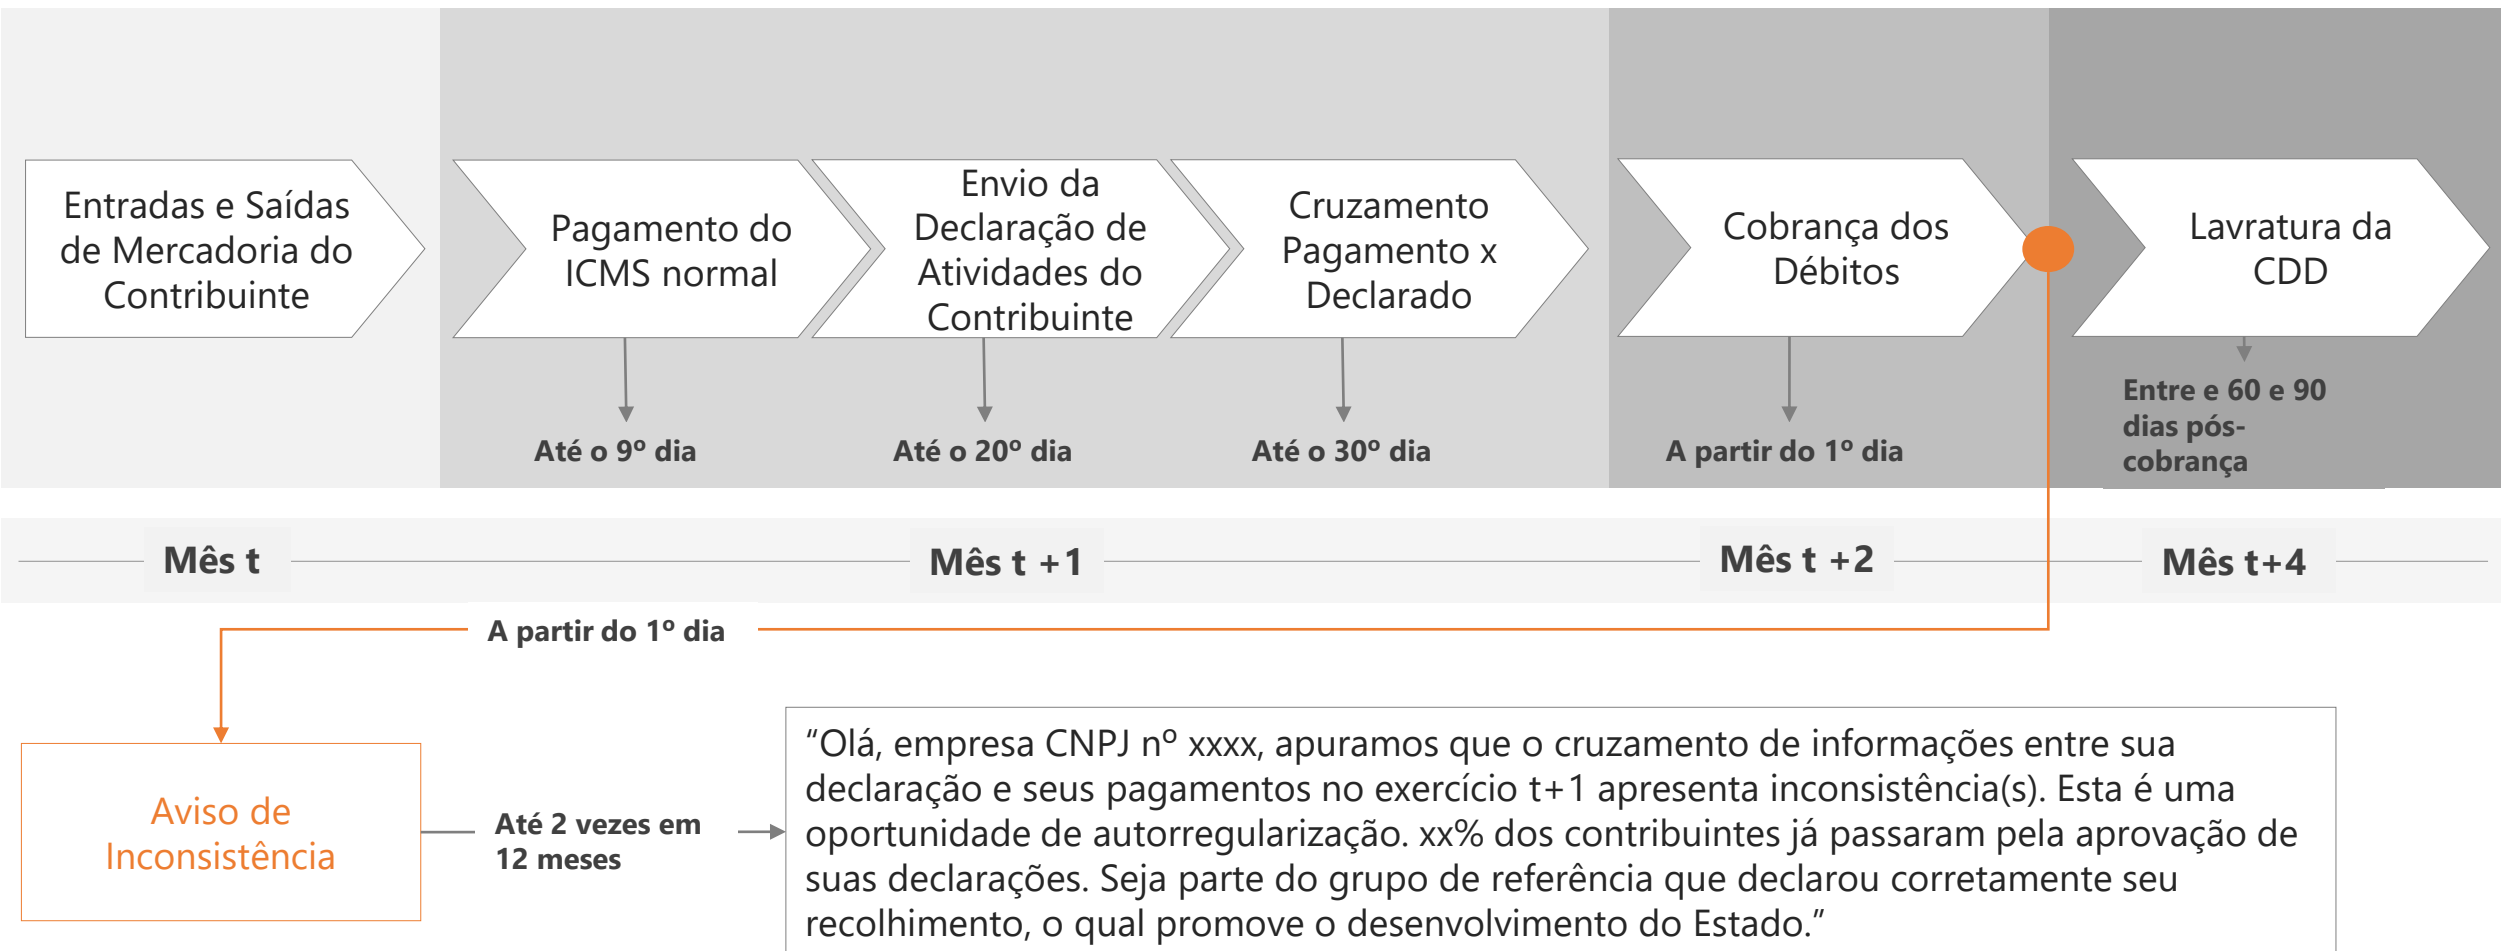 Entradas e Saídas
de Mercadoria do
Contribuinte
Pagamento do
ICMS normal
Envio da
Declaração de
Atividades do
Contribuinte
Cruzamento
Pagamento x
Declarado
Cobrança dos
Débitos
Lavratura da
CDD
Até o 9º dia
Até o 20º dia
Até o 30º dia
A partir do 1º dia
Entre e 60 e 90
dias pós-
cobrança
Mês t
Mês t +1
Mês t +2
Mês t+4
A partir do 1º dia
Aviso de
Inconsistência
Até 2 vezes em
12 meses
“Olá, empresa CNPJ nº xxxx, apuramos que o cruzamento de informações entre sua
declaração e seus pagamentos no exercício t+1 apresenta inconsistência(s). Esta é uma
oportunidade de autorregularização. xx% dos contribuintes já passaram pela aprovação de
suas declarações. Seja parte do grupo de referência que declarou corretamente seu
recolhimento, o qual promove o desenvolvimento do Estado.”